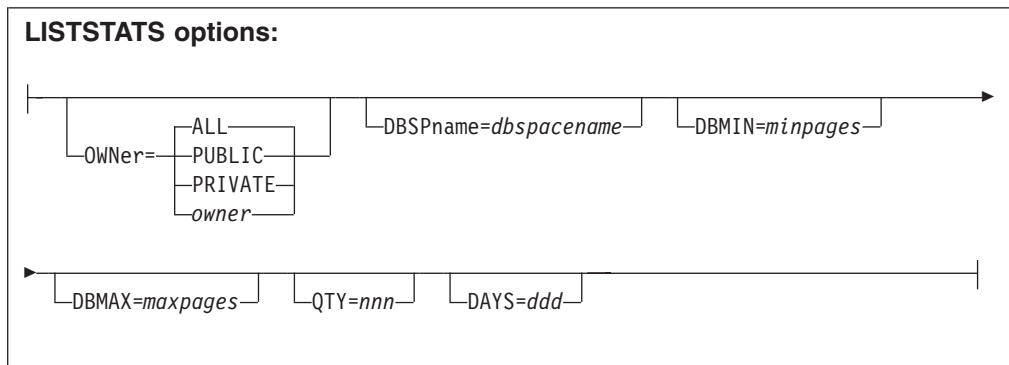 LISTSTATS options:
OWNer=
ALL
PUBLIC
PRIVATE
owner
DBSPname=dbspacename
DBMIN=minpages
DBMAX=maxpages
QTY=nnn
DAYS=ddd